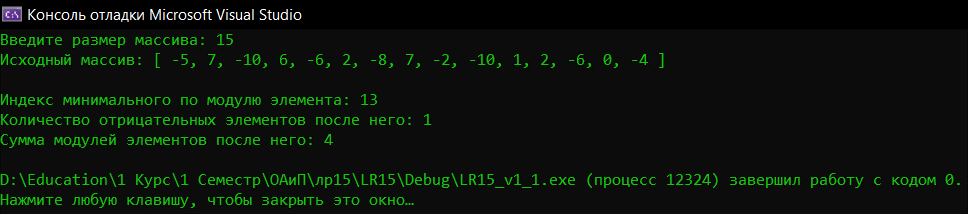 Консоль отладки Microsoft Visual Studio
Введите размер массива: 15
Исходный массив: [ -5, 7, -10, 6, -6, 2, -8, 7, -2, -10, 1, 2, -6, 0, -4 ]
Индекс минимального по модулю элемента: 13
Количество отрицательных элементов после него: 1
Сумма модулей элементов после него: 4
D:\Education\1 Курс\1 Семестр\ОАиП\лр15\LR15\Debug\LR15_v1_1.exe (процесс 12324) завершил работу с кодом 0.
Нажмите любую клавишу, чтобы закрыть это окно…